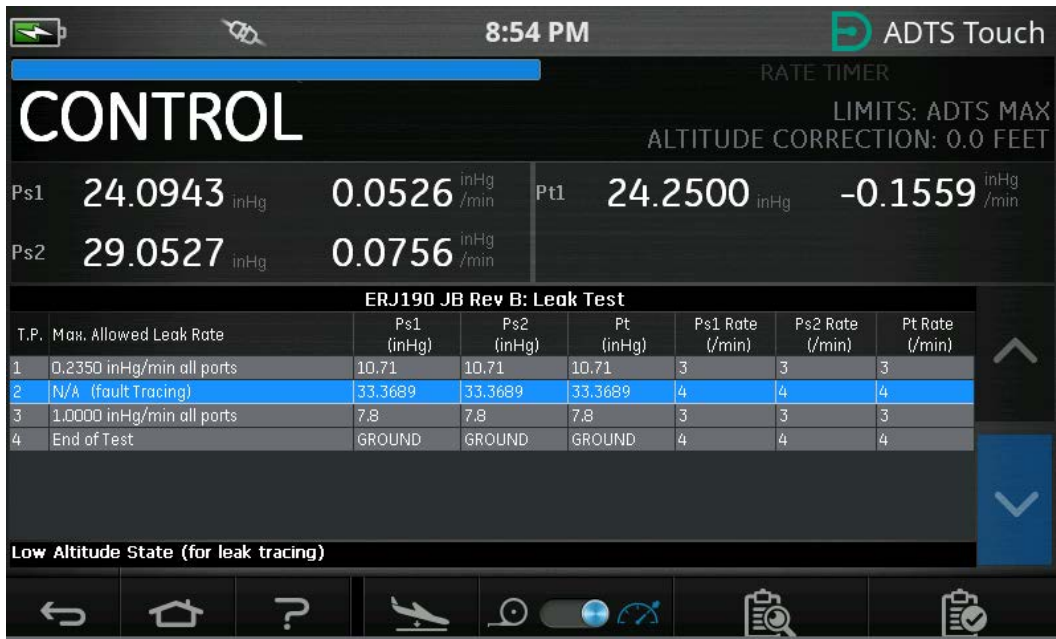 8:54 PM ADTS Touch
RATE TIMER
CONTROL
LIMITS: ADTS MAX
ALTITUDE CORRECTION: 0.0 FEET
Ps1 24.0943 inHg 0.0526 inHg/min Pt1 24.2500 inHg -0.1559 inHg/min
Ps2 29.0527 inHg 0.0756 inHg/min
ERJ190 JB Rev B: Leak Test
T.P. Max. Allowed Leak Rate Ps1 (inHg) Ps2 (inHg) Pt (inHg) Ps1 Rate (/min) Ps2 Rate (/min) Pt Rate (/min)
1 0.2350 inHg/min all ports 10.71 10.71 10.71 3 3 3
2 N/A (fault Tracing) 33.3689 33.3689 33.3689 4 4 4
3 1.0000 inHg/min all ports 7.8 7.8 7.8 3 3 3
4 End of Test GROUND GROUND GROUND 4 4 4
Low Altitude State (for leak tracing)
?